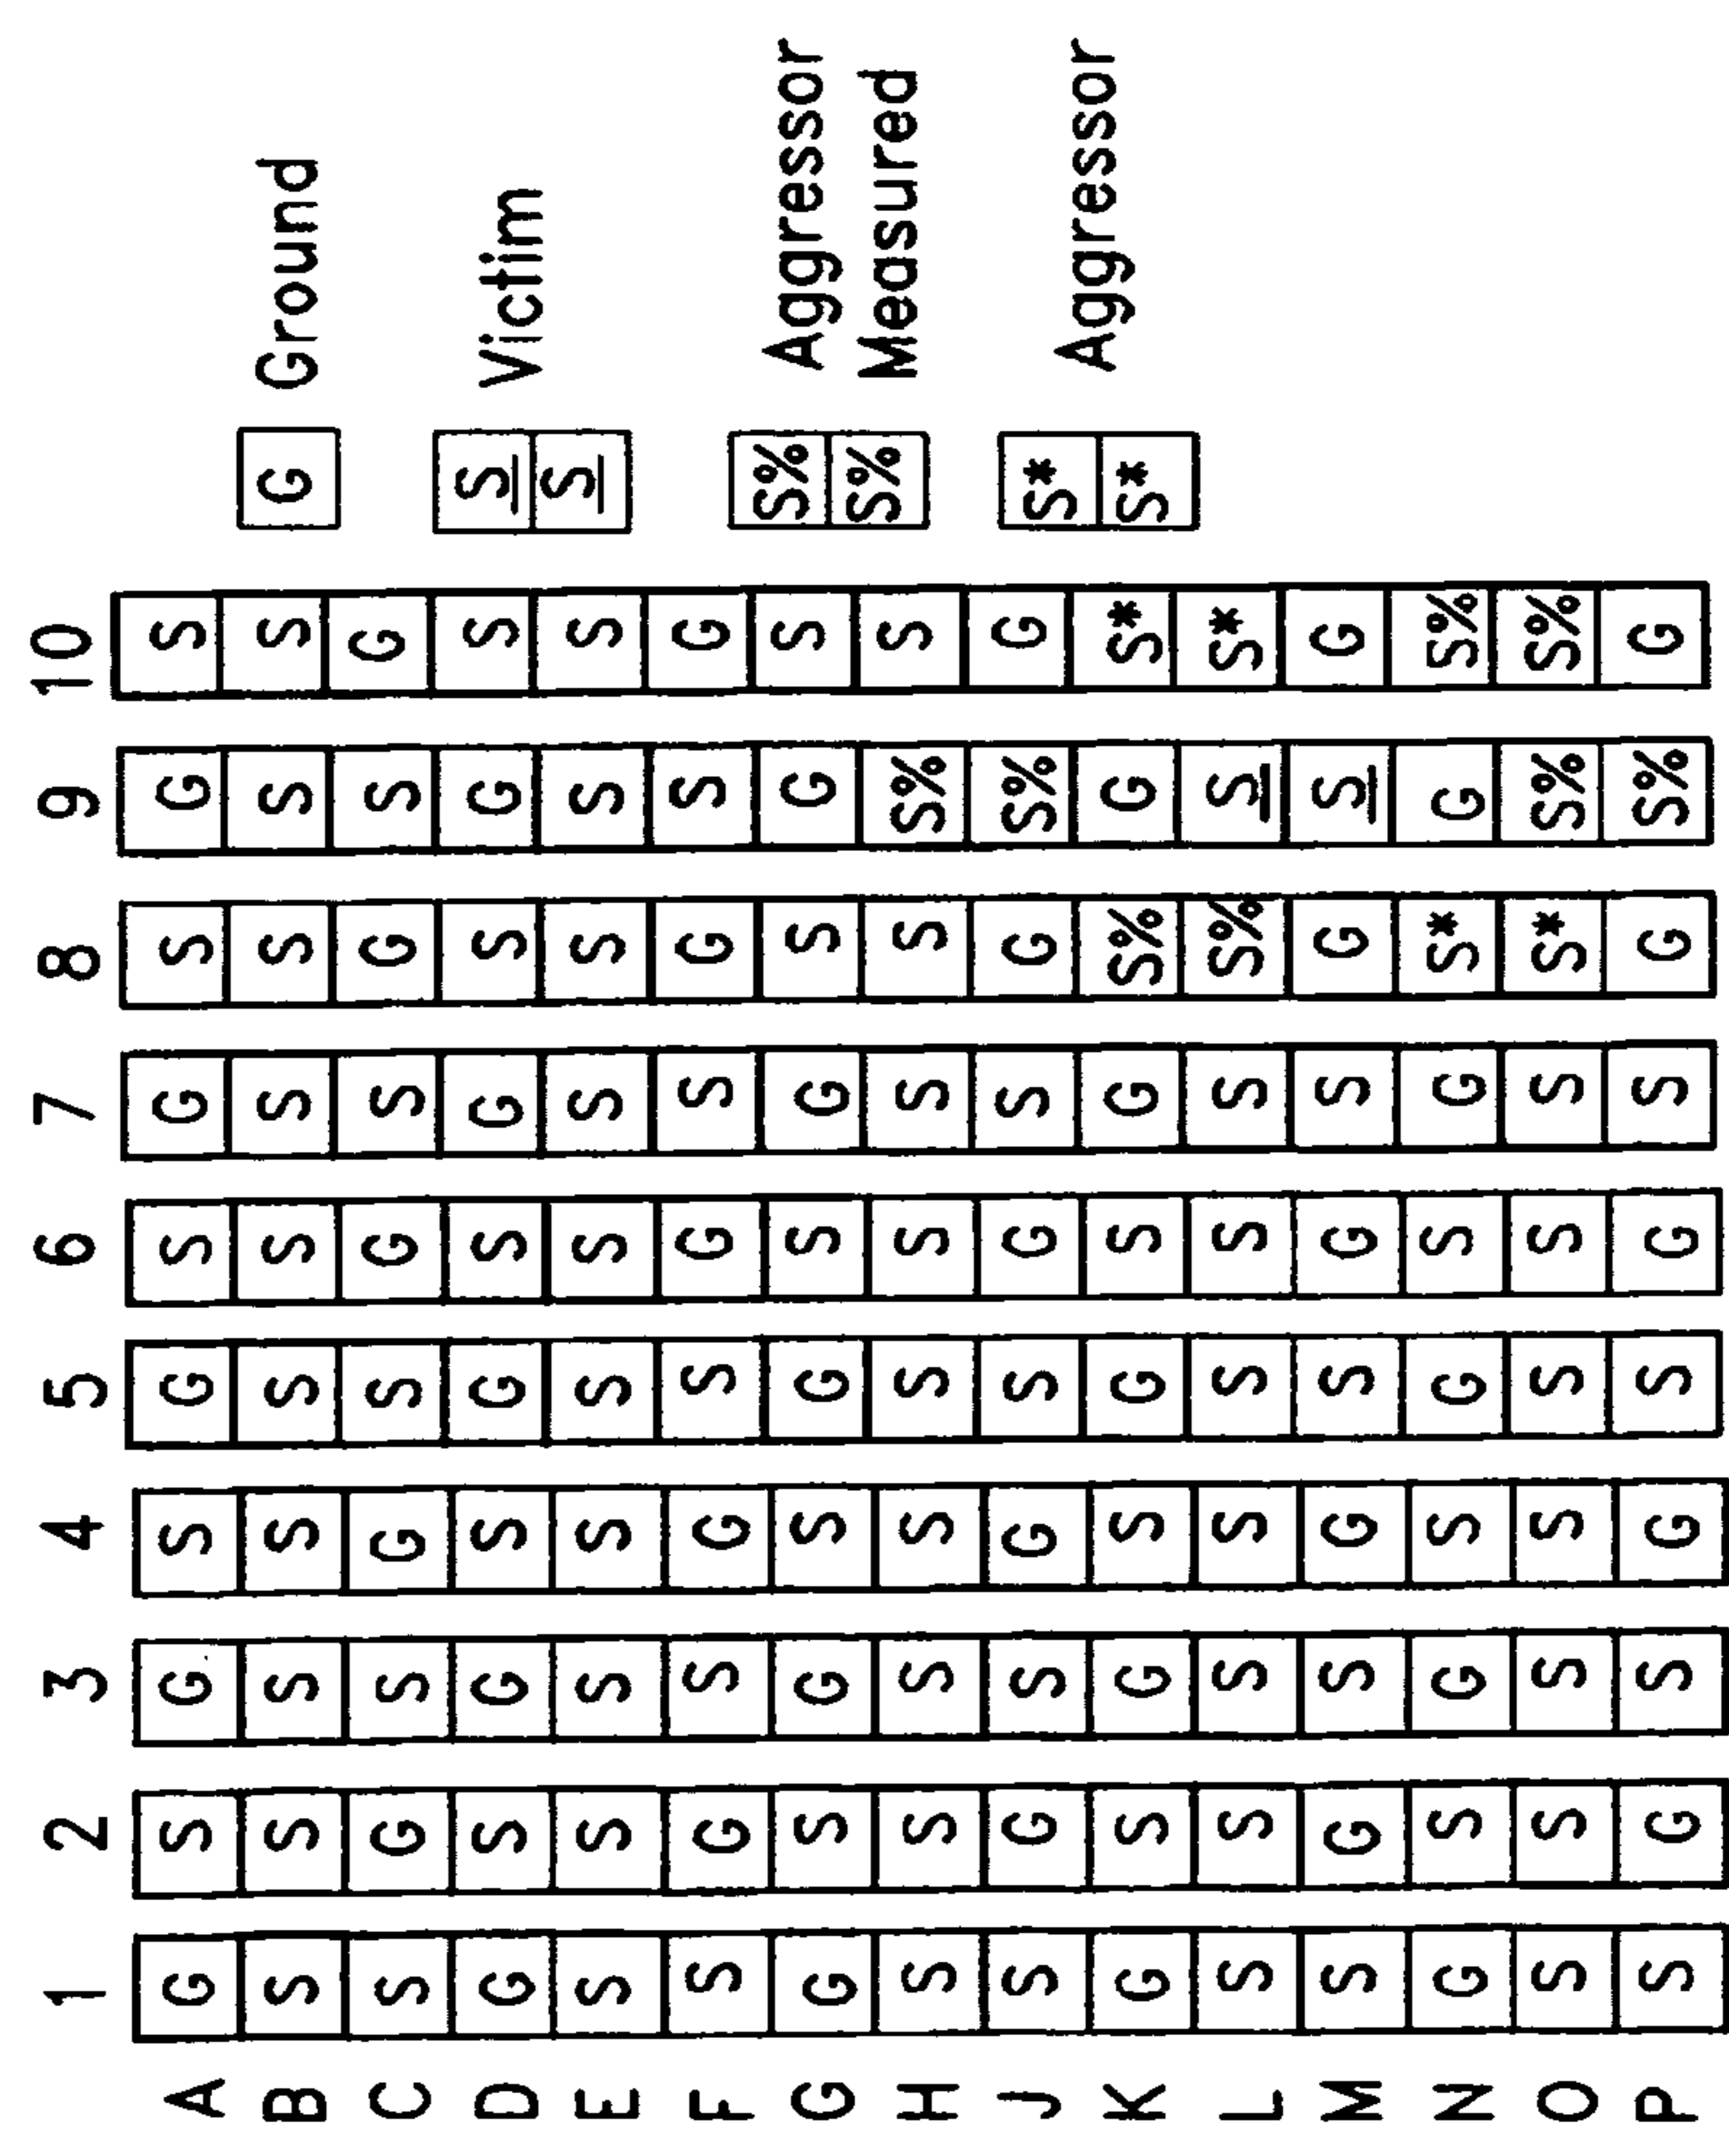 1 2 3 4 5 6 7 8 9 10
A G S G S G S G S G S
B S S S S S S S S S S
C S G S G S G S G S G
D G S G S G S G S G S
E S S S S S S S S S S
F S G S G S G S G S G
G G S G S G S G S G S
H S S S S S S S S S% S
J S G S G S G S G S% G
K G S G S G S G S% G S*
L S S S S S S S S% S S*
M S G S G S G S G S G
N G S G S G S G S* G S%
O S S S S S S S S* S% S%
P S G S G S G S G S% G
G Ground
S
S
Victim
S% Aggressor
S% Measured
S* Aggressor
S*